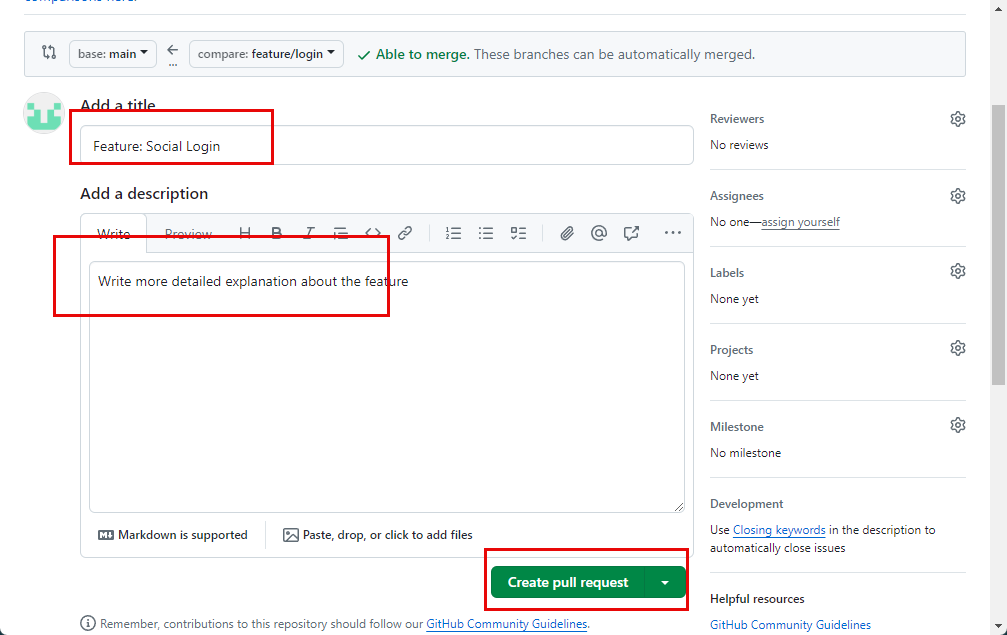 comparisons here.
base: main
compare: feature/login
Able to merge. These branches can be automatically merged.
Add a title
Feature: Social Login
Add a description
Write
Preview
H B I
Write more detailed explanation about the feature
Markdown is supported
Paste, drop, or click to add files
Create pull request
Remember, contributions to this repository should follow our GitHub Community Guidelines.
Reviewers
No reviews
Assignees
No one—assign yourself
Labels
None yet
Projects
None yet
Milestone
No milestone
Development
Use Closing keywords in the description to
automatically close issues
Helpful resources
GitHub Community Guidelines